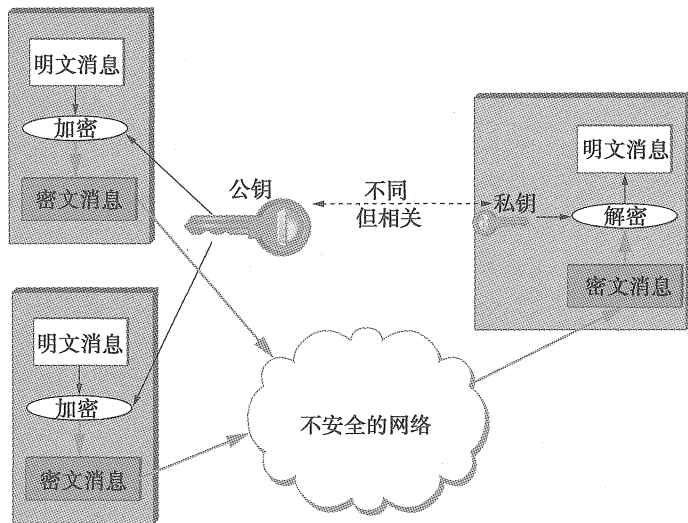 明文消息
加密
密文消息
公钥
不同
但相关
私钥
明文消息
解密
密文消息
明文消息
加密
密文消息
不安全的网络